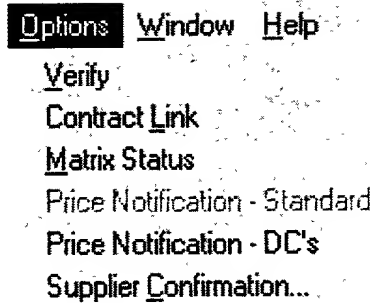 Options Window Help
Verify
Contract Link
Matrix Status
Price Notification - Standard
Price Notification - DC's
Supplier Confirmation...